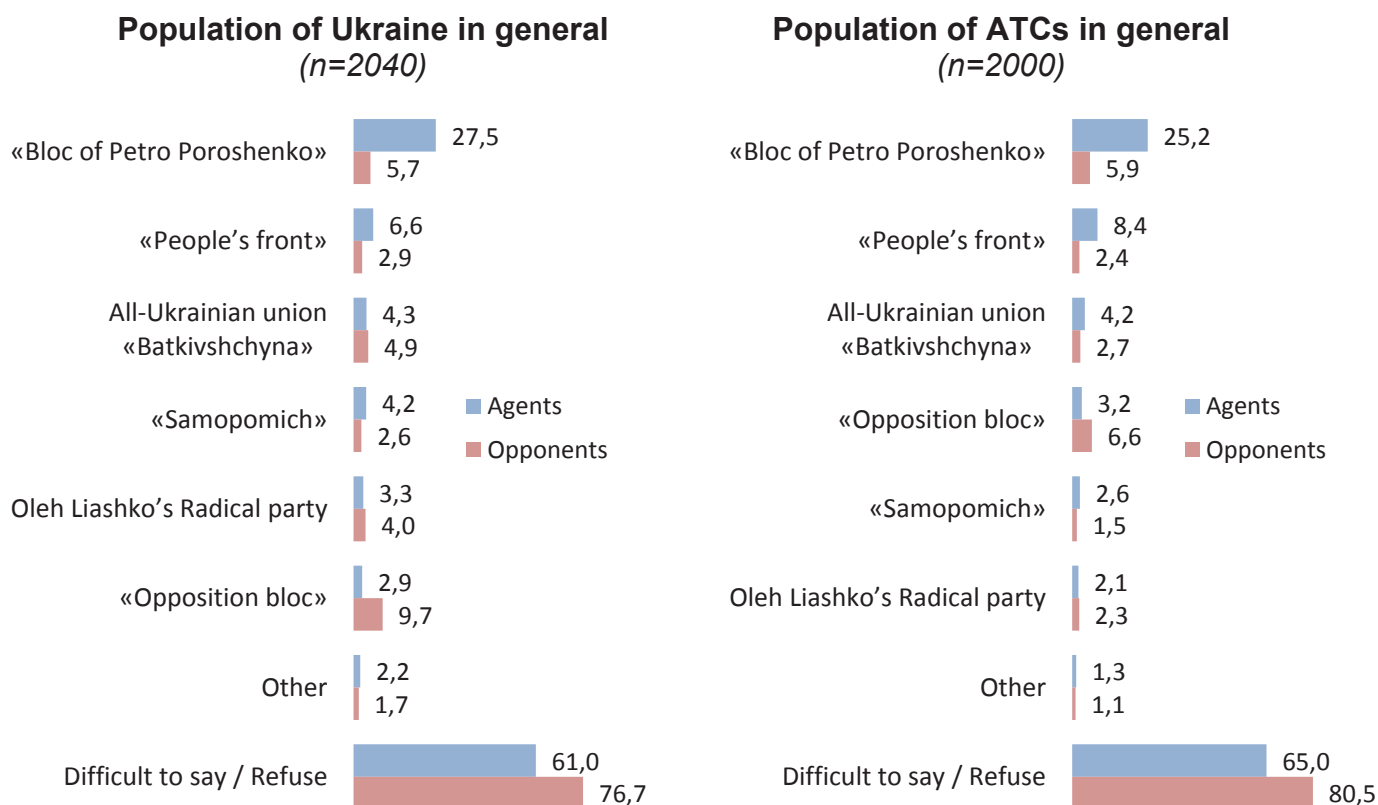 Population of Ukraine in general
(n=2040)
«Bloc of Petro Poroshenko»
27,5
5,7
«People’s front»
6,6
2,9
All-Ukrainian union
«Batkivshchyna»
4,3
4,9
«Samopomich»
4,2
2,6
Agents
Opponents
Oleh Liashko’s Radical party
3,3
4,0
«Opposition bloc»
2,9
9,7
Other
2,2
1,7
Difficult to say / Refuse
61,0
76,7
Population of ATCs in general
(n=2000)
«Bloc of Petro Poroshenko»
25,2
5,9
«People’s front»
8,4
2,4
All-Ukrainian union
«Batkivshchyna»
4,2
2,7
«Opposition bloc»
3,2
6,6
Agents
Opponents
«Samopomich»
2,6
1,5
Oleh Liashko’s Radical party
2,1
2,3
Other
1,3
1,1
Difficult to say / Refuse
65,0
80,5